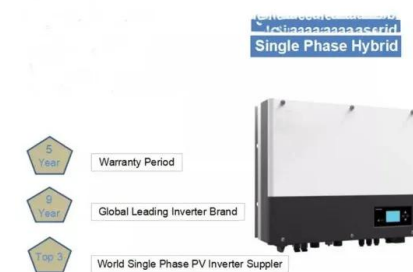 Single Phase Hybrid
5
Year
Warranty Period
9
Year
Global Leading Inverter Brand
Top 3
World Single Phase PV Inverter Suppler